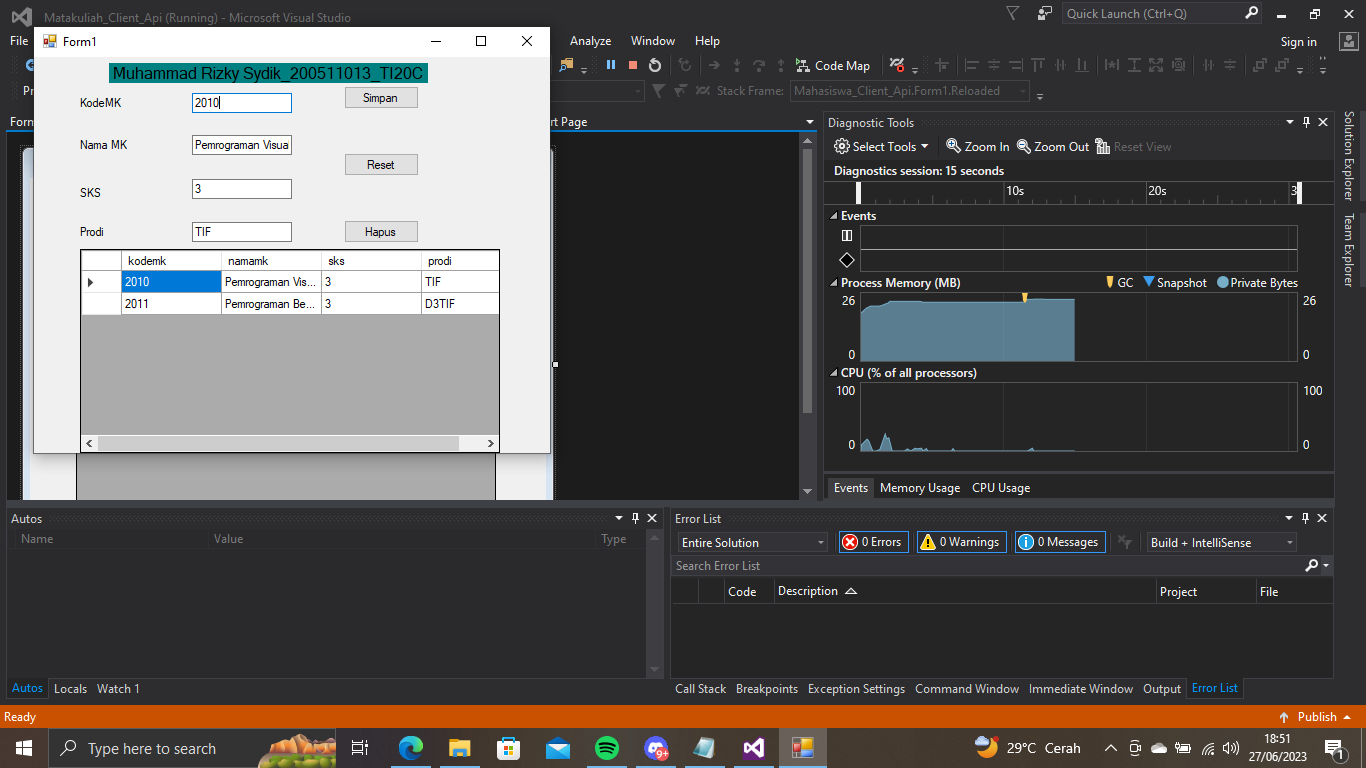 Matakuliah_Client_Api (Running) - Microsoft Visual Studio
Quick Launch (Ctrl+Q)
File
Analyze Window Help
Sign in
Code Map
Stack Frame: Mahasiswa_Client_Api.Form1.Reloaded
Form1
Muhammad Rizky Sydik_200511013_TI20C
KodeMK 2010 Simpan
Nama MK Pemrograman Visual
Reset
SKS 3
Prodi TIF Hapus
kodemk namamk sks prodi
2010 Pemrograman Vis... 3 TIF
2011 Pemrograman Be... 3 D3TIF
Diagnostic Tools
Select Tools Zoom In Zoom Out Reset View
Diagnostics session: 15 seconds
10s 20s 3
Events
Process Memory (MB) GC Snapshot Private Bytes
26 26
0 0
CPU (% of all processors)
100 100
0 0
Events Memory Usage CPU Usage
Solution Explorer
Team Explorer
Autos
Name Value Type
Autos Locals Watch 1
Error List
Entire Solution 0 Errors 0 Warnings 0 Messages Build + IntelliSense
Search Error List
Code Description Project File
Call Stack Breakpoints Exception Settings Command Window Immediate Window Output Error List
Ready Publish
Type here to search
9+
29°C Cerah
18:51
27/06/2023
1